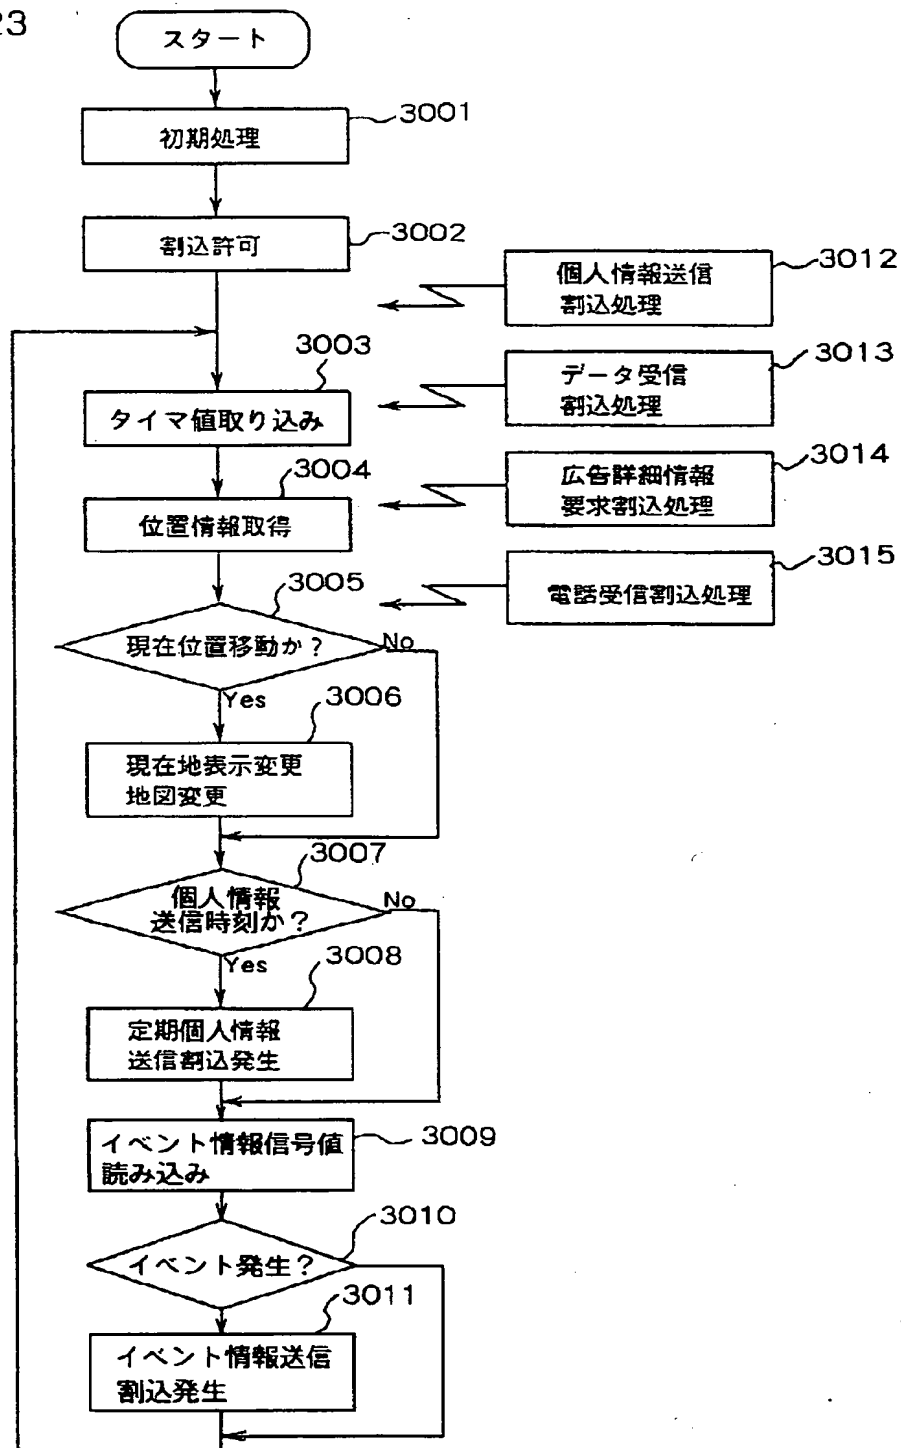 23
スタート
3001
初期処理
3002
割込許可
3012
個人情報送信
割込処理
3003
タイマ値取り込み
3013
データ受信
割込処理
3004
位置情報取得
3014
広告詳細情報
要求割込処理
3015
電話受信割込処理
3005
現在位置移動か?
No
Yes
3006
現在地表示変更
地図変更
3007
個人情報
送信時刻か?
No
Yes
3008
定期個人情報
送信割込発生
3009
イベント情報信号値
読み込み
3010
イベント発生?
3011
イベント情報送信
割込発生